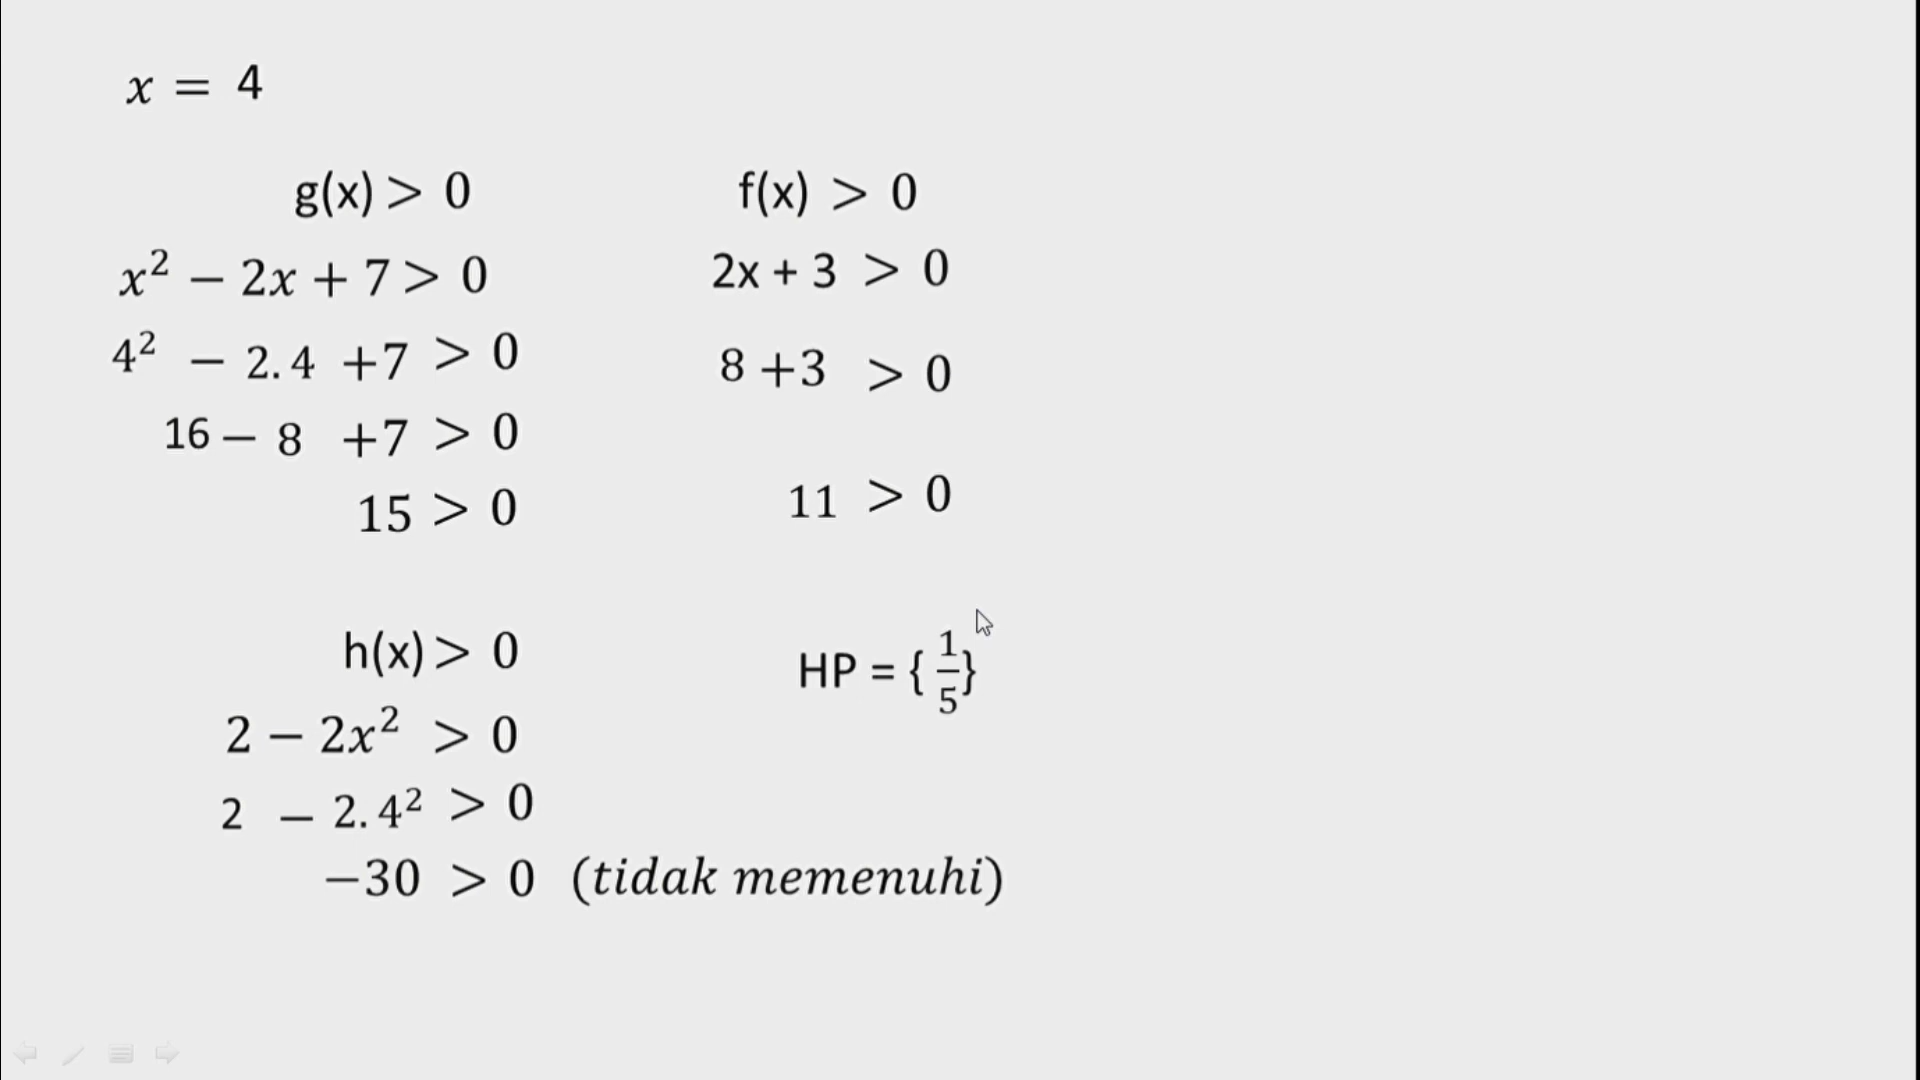 x = 4
g(x) > 0
x² − 2x + 7 > 0
4² − 2. 4 +7 > 0
16 − 8 +7 > 0
15 > 0
f(x) > 0
2x + 3 > 0
8 +3 > 0
11 > 0
h(x) > 0
2 − 2x² > 0
2 − 2. 4² > 0
−30 > 0 (tidak memenuhi)
HP = { 1/5 }